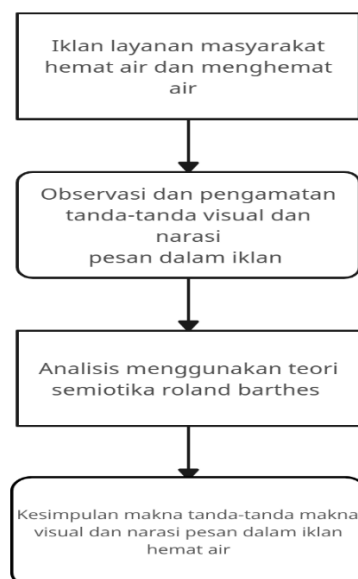 Iklan layanan masyarakat
hemat air dan menghemat
air
Observasi dan pengamatan
tanda-tanda visual dan
narasi
pesan dalam iklan
Analisis menggunakan teori
semiotika roland barthes
Kesimpulan makna tanda-tanda makna
visual dan narasi pesan dalam iklan
hemat air